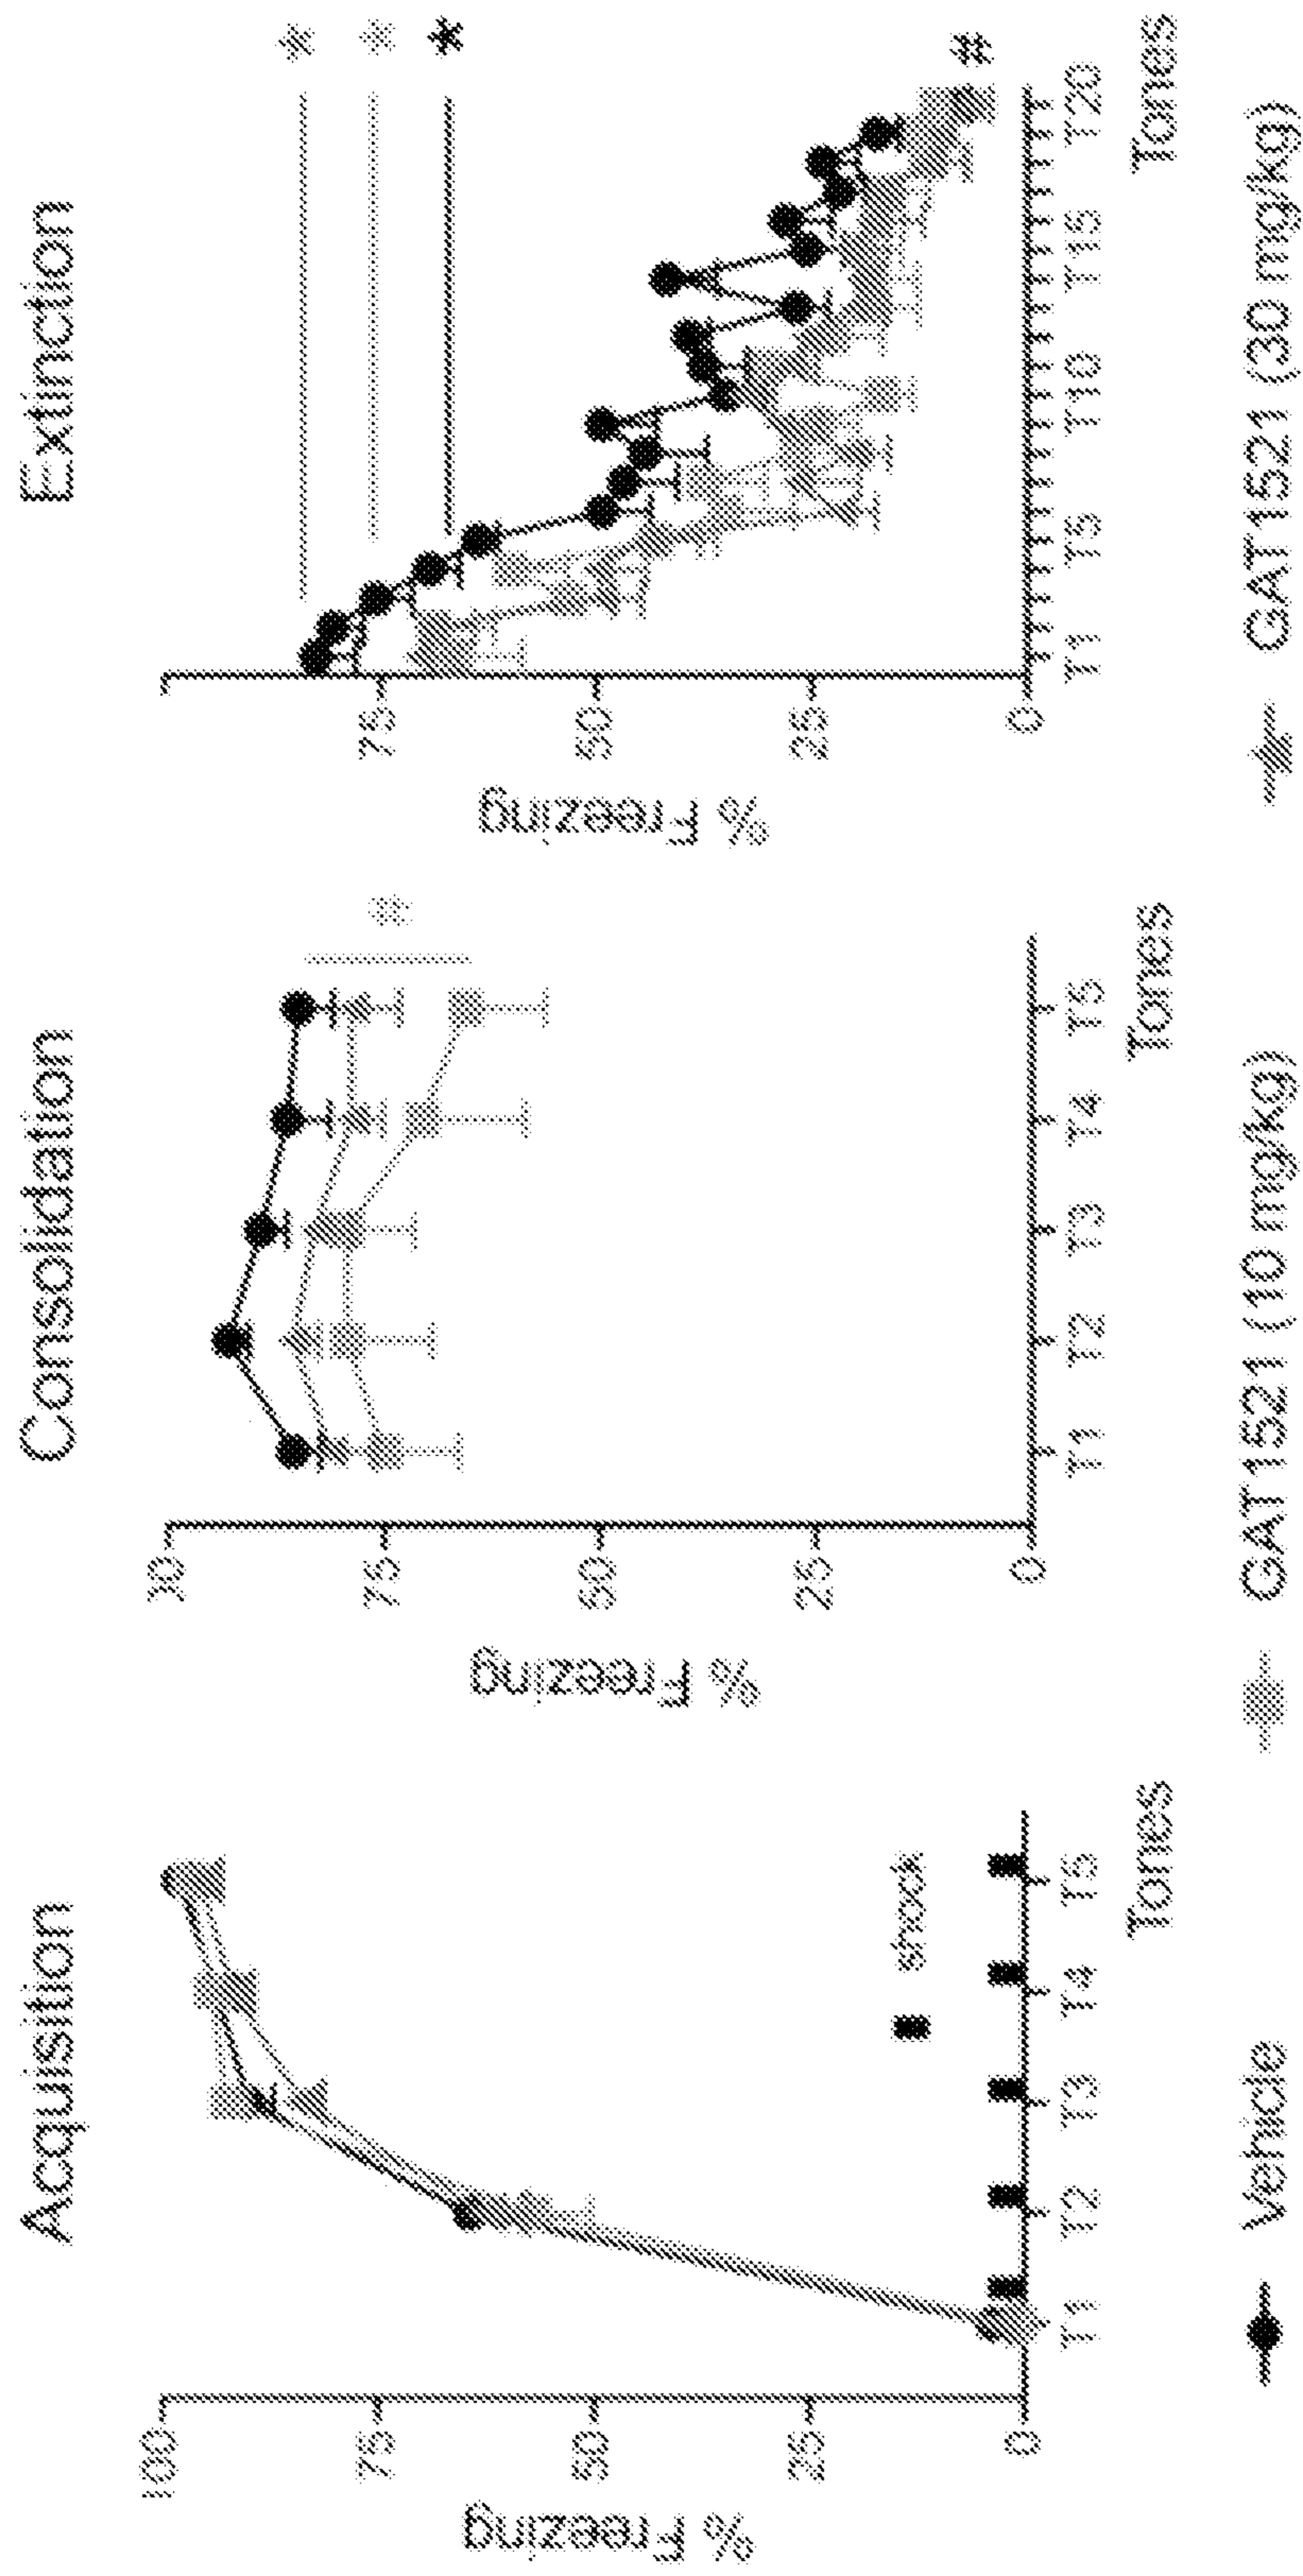 Acquisition
% Freezing
100
75
50
25
0
shock
T1 T2 T3 T4 T5
Tones
Consolidation
% Freezing
00
75
50
25
0
#
T1 T2 T3 T4 T5
Tones
Extinction
% Freezing
75
50
25
0
*
*
*
#
T1 T5 T10 T15 T20
Tones
Vehicle
GAT1521 (10 mg/kg)
GAT1521 (30 mg/kg)